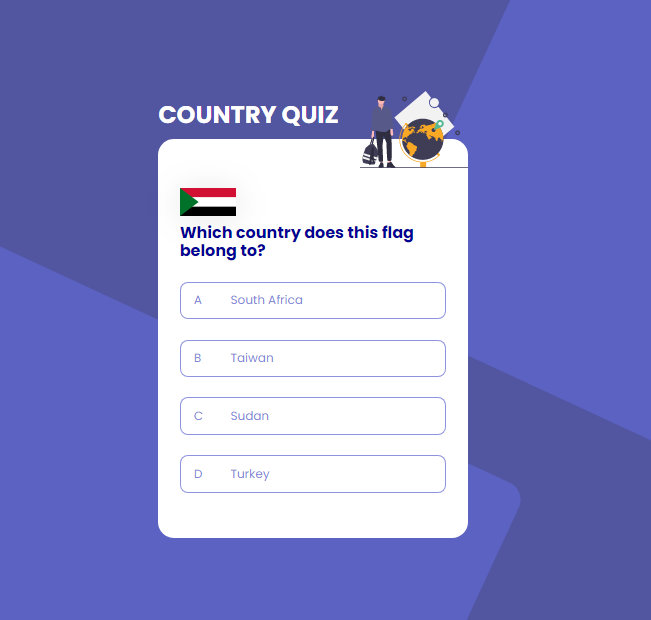 COUNTRY QUIZ
Which country does this flag
belong to?
A South Africa
B Taiwan
C Sudan
D Turkey